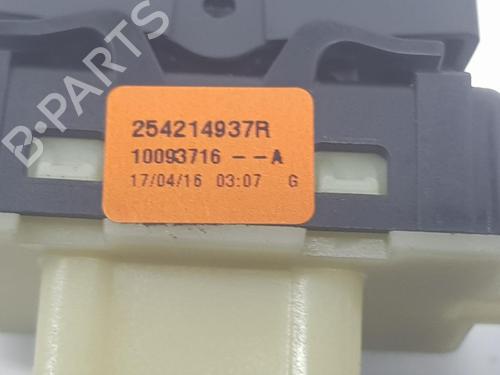 B-PARTS
254214937R
10093716 --A
17/04/16 03:07 G